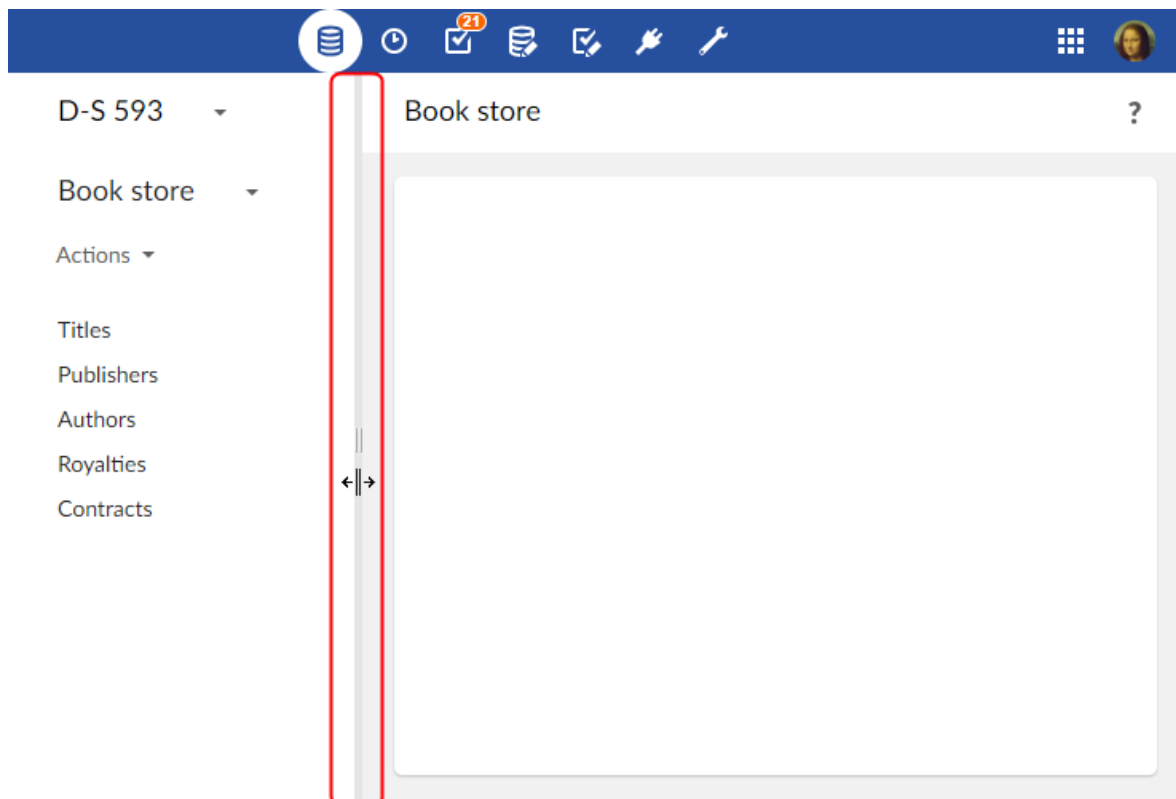 21
D-S 593
Book store
Actions
Titles
Publishers
Authors
Royalties
Contracts
Book store
?